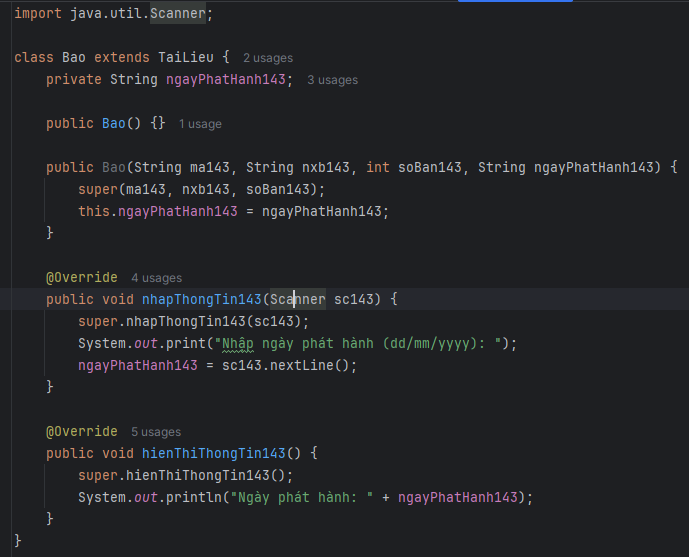 import java.util.Scanner;
class Bao extends TaiLieu { 2 usages
private String ngayPhatHanh143; 3 usages
public Bao() {} 1 usage
public Bao(String ma143, String nxb143, int soBan143, String ngayPhatHanh143) {
super(ma143, nxb143, soBan143);
this.ngayPhatHanh143 = ngayPhatHanh143;
}
@Override 4 usages
public void nhapThongTin143(Scanner sc143) {
super.nhapThongTin143(sc143);
System.out.print("Nhập ngày phát hành (dd/mm/yyyy): ");
ngayPhatHanh143 = sc143.nextLine();
}
@Override 5 usages
public void hienThiThongTin143() {
super.hienThiThongTin143();
System.out.println("Ngày phát hành: " + ngayPhatHanh143);
}
}